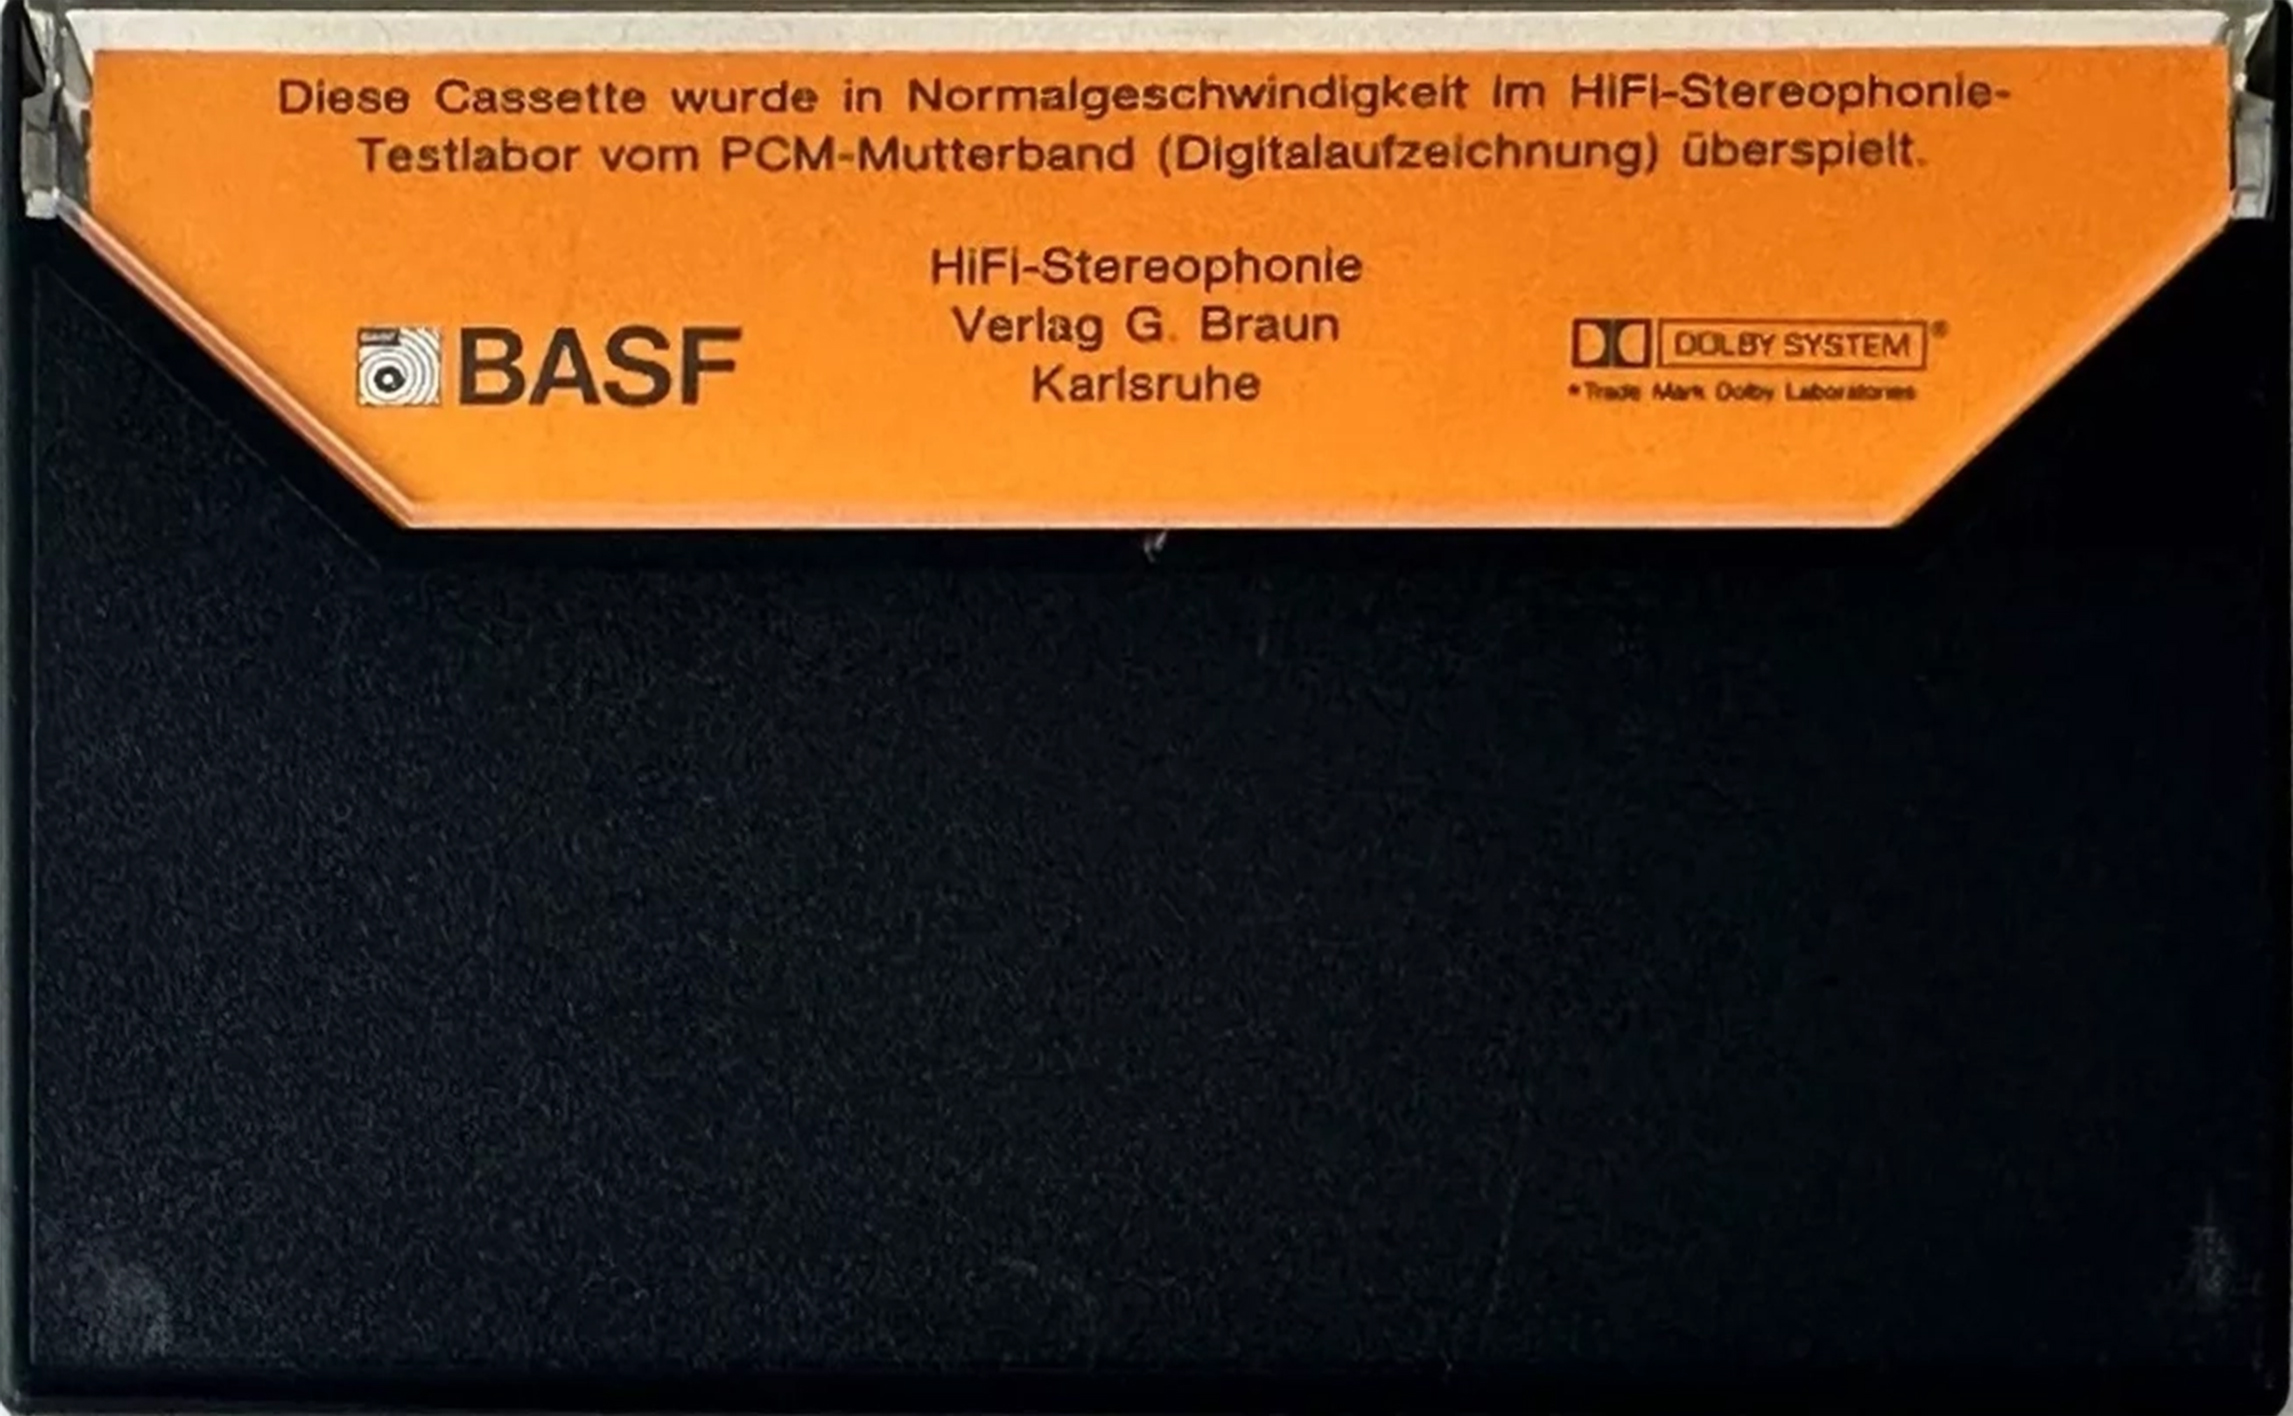 Diese Cassette wurde in Normalgeschwindigkeit im HiFi-Stereophonie-
Testlabor vom PCM-Mutterband (Digitalaufzeichnung) überspielt.
HiFi-Stereophonie
Verlag G. Braun
Karlsruhe
BASF
BASF
DOLBY SYSTEM®
*Trade Mark Dolby Laboratories